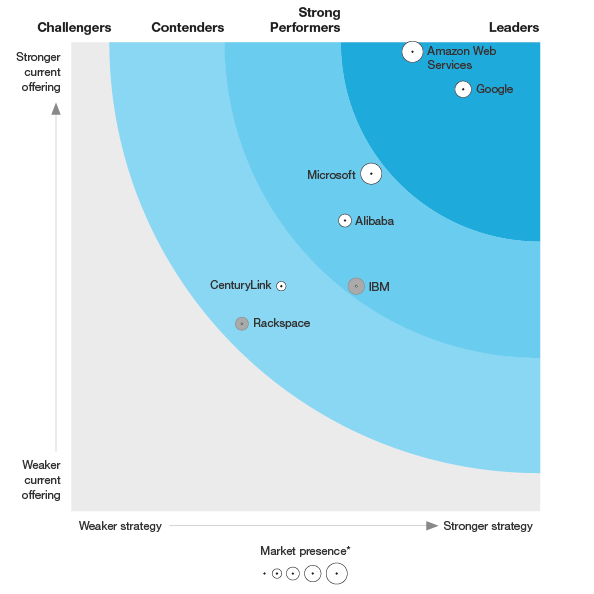 Strong
Challengers Contenders Performers Leaders
Stronger
current
offering
Amazon Web
Services
Google
Microsoft
Alibaba
CenturyLink
IBM
Rackspace
Weaker
current
offering
Weaker strategy Stronger strategy
Market presence*